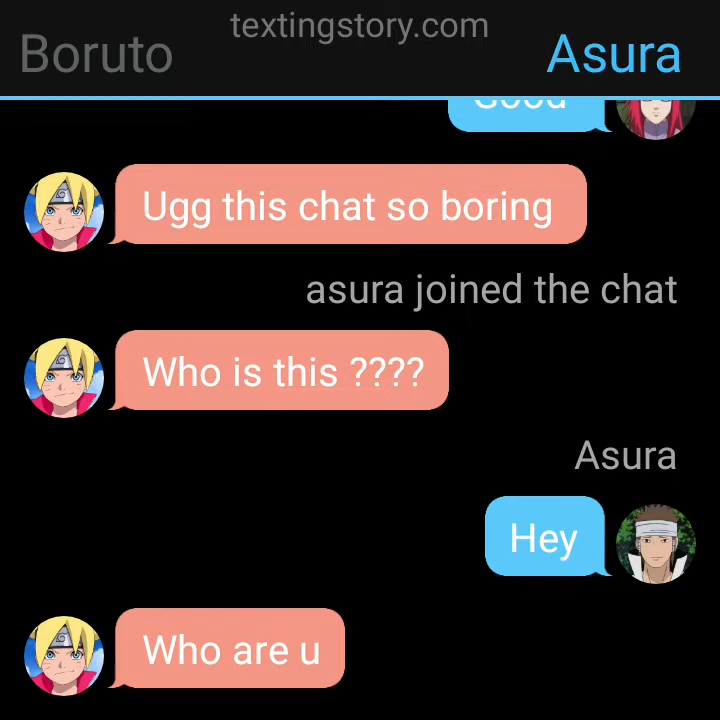 textingstory.com
Boruto
Asura
Good
Ugg this chat so boring
asura joined the chat
Who is this ????
Asura
Hey
Who are u